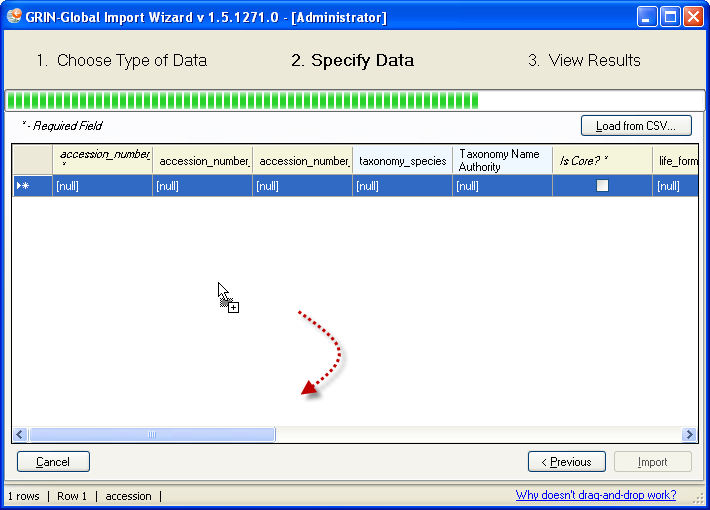 GRIN-Global Import Wizard v 1.5.1271.0 - [Administrator]
1. Choose Type of Data
2. Specify Data
3. View Results
* - Required Field
Load from CSV...
accession_number_ * accession_number_ accession_number_ taxonomy_species Taxonomy Name Authority Is Core? * life_form
[null] [null] [null] [null] [null] [null]
Cancel
< Previous
Import
1 rows | Row 1 | accession |
Why doesn't drag-and-drop work?